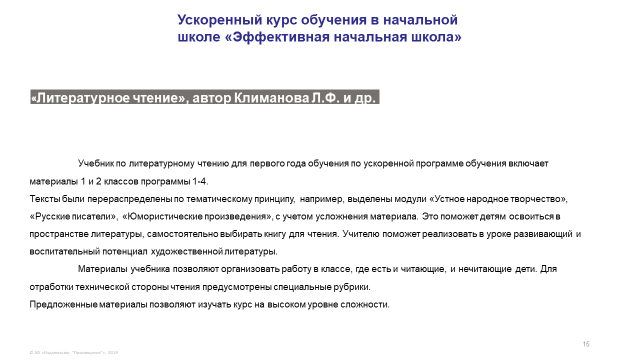 Ускоренный курс обучения в начальной
школе «Эффективная начальная школа»
«Литературное чтение», автор Климанова Л.Ф. и др.
Учебник по литературному чтению для первого года обучения по ускоренной программе обучения включает
материалы 1 и 2 классов программы 1-4.
Тексты были перераспределены по тематическому принципу, например, выделены модули «Устное народное творчество»,
«Русские писатели», «Юмористические произведения», с учетом усложнения материала. Это поможет детям освоиться в
пространстве литературы, самостоятельно выбирать книгу для чтения. Учителю поможет реализовать в уроке развивающий и
воспитательный потенциал художественной литературы.
Материалы учебника позволяют организовать работу в классе, где есть и читающие, и нечитающие дети. Для
отработки технической стороны чтения предусмотрены специальные рубрики.
Предложенные материалы позволяют изучать курс на высоком уровне сложности.
15
© АО «Издательство "Просвещение"», 2019